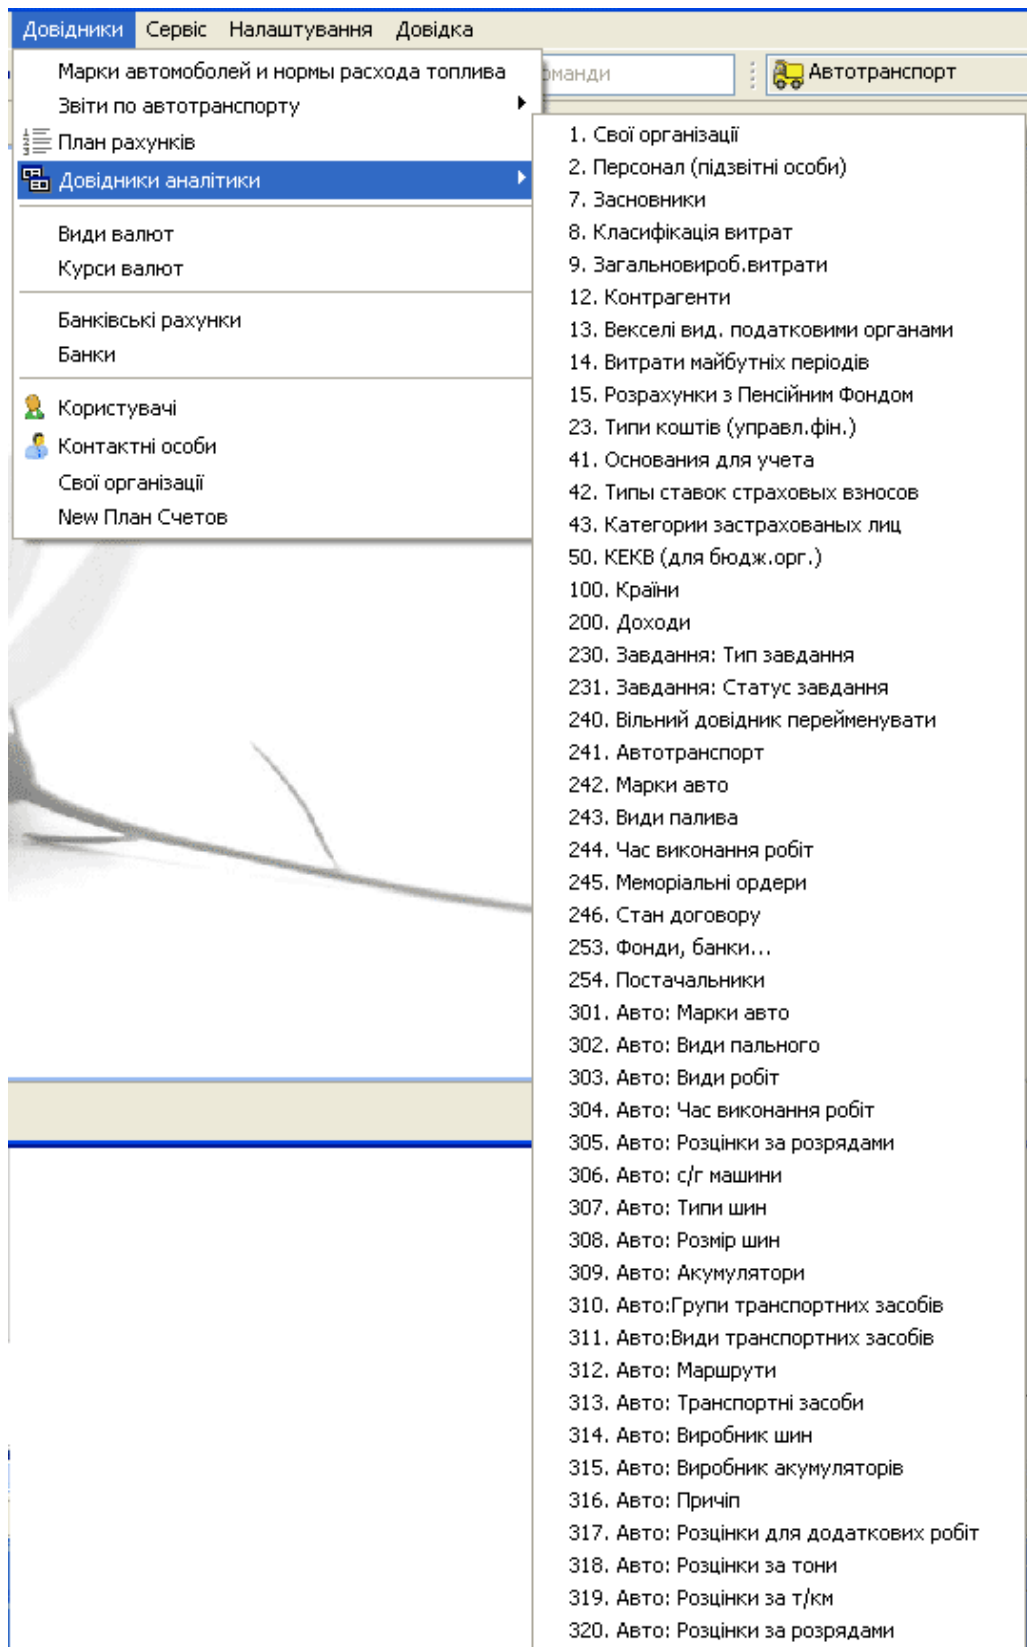 Довідники Сервіс Налаштування Довідка
Марки автомоболей и нормы расхода топлива
манди
Автотранспорт
Звіти по автотранспорту
План рахунків
Довідники аналітики
Види валют
Курси валют
Банківські рахунки
Банки
Користувачі
Контактні особи
Свої організації
New План Счетов
1. Свої організації
2. Персонал (підзвітні особи)
7. Засновники
8. Класифікація витрат
9. Загальновироб.витрати
12. Контрагенти
13. Векселі вид. податковими органами
14. Витрати майбутніх періодів
15. Розрахунки з Пенсійним Фондом
23. Типи коштів (управл.фін.)
41. Основания для учета
42. Типы ставок страховых взносов
43. Категории застрахованых лиц
50. КЕКВ (для бюдж.орг.)
100. Країни
200. Доходи
230. Завдання: Тип завдання
231. Завдання: Статус завдання
240. Вільний довідник перейменувати
241. Автотранспорт
242. Марки авто
243. Види палива
244. Час виконання робіт
245. Меморіальні ордери
246. Стан договору
253. Фонди, банки...
254. Постачальники
301. Авто: Марки авто
302. Авто: Види пального
303. Авто: Види робіт
304. Авто: Час виконання робіт
305. Авто: Розцінки за розрядами
306. Авто: с/г машини
307. Авто: Типи шин
308. Авто: Розмір шин
309. Авто: Акумулятори
310. Авто:Групи транспортних засобів
311. Авто:Види транспортних засобів
312. Авто: Маршрути
313. Авто: Транспортні засоби
314. Авто: Виробник шин
315. Авто: Виробник акумуляторів
316. Авто: Причіп
317. Авто: Розцінки для додаткових робіт
318. Авто: Розцінки за тони
319. Авто: Розцінки за т/км
320. Авто: Розцінки за розрядами